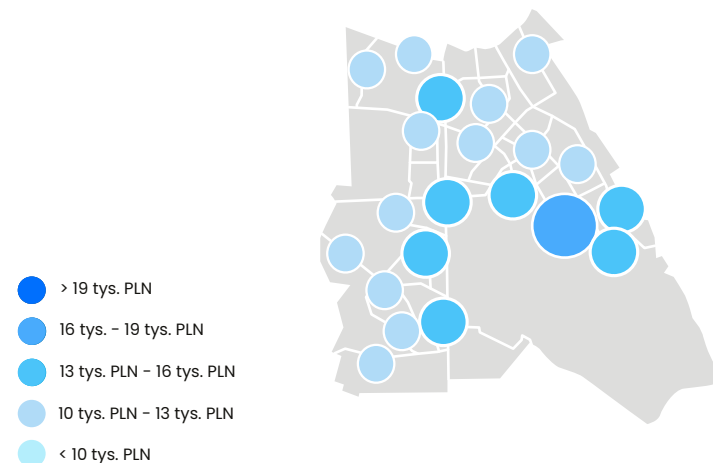 > 19 tys. PLN
16 tys. - 19 tys. PLN
13 tys. PLN - 16 tys. PLN
10 tys. PLN - 13 tys. PLN
< 10 tys. PLN